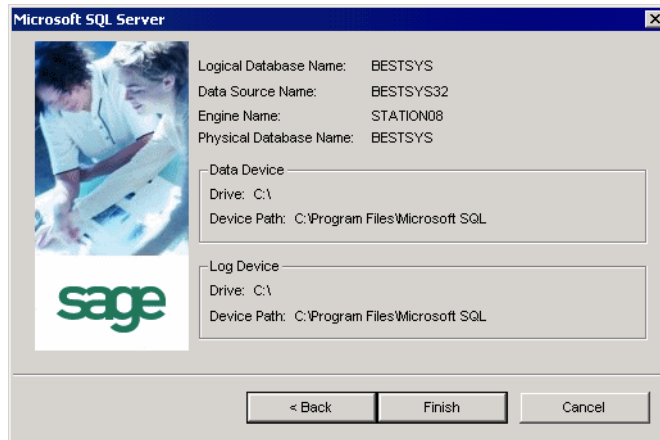 Microsoft SQL Server
Logical Database Name: BESTSYS
Data Source Name: BESTSYS32
Engine Name: STATION08
Physical Database Name: BESTSYS
Data Device
Drive: C:\
Device Path: C:\Program Files\Microsoft SQL
sage
Log Device
Drive: C:\
Device Path: C:\Program Files\Microsoft SQL
< Back Finish Cancel